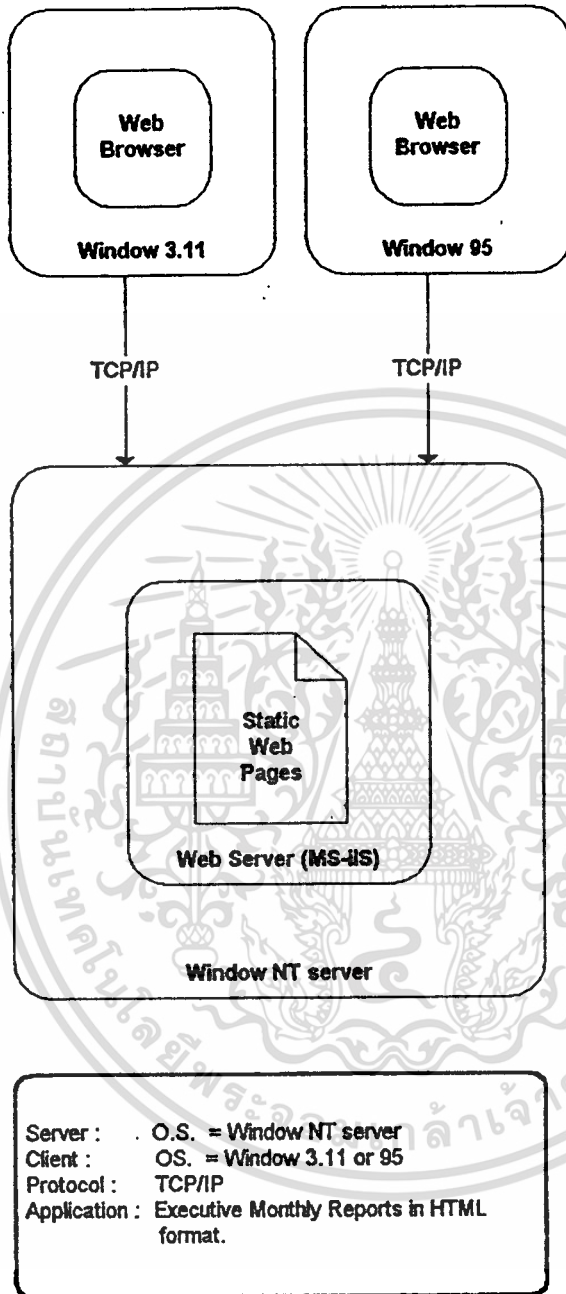 Web
Browser
Window 3.11
Web
Browser
Window 95
TCP/IP
TCP/IP
Static
Web
Pages
Web Server (MS-IIS)
Window NT server
Server : O.S. = Window NT server
Client : OS. = Window 3.11 or 95
Protocol : TCP/IP
Application : Executive Monthly Reports in HTML
format.